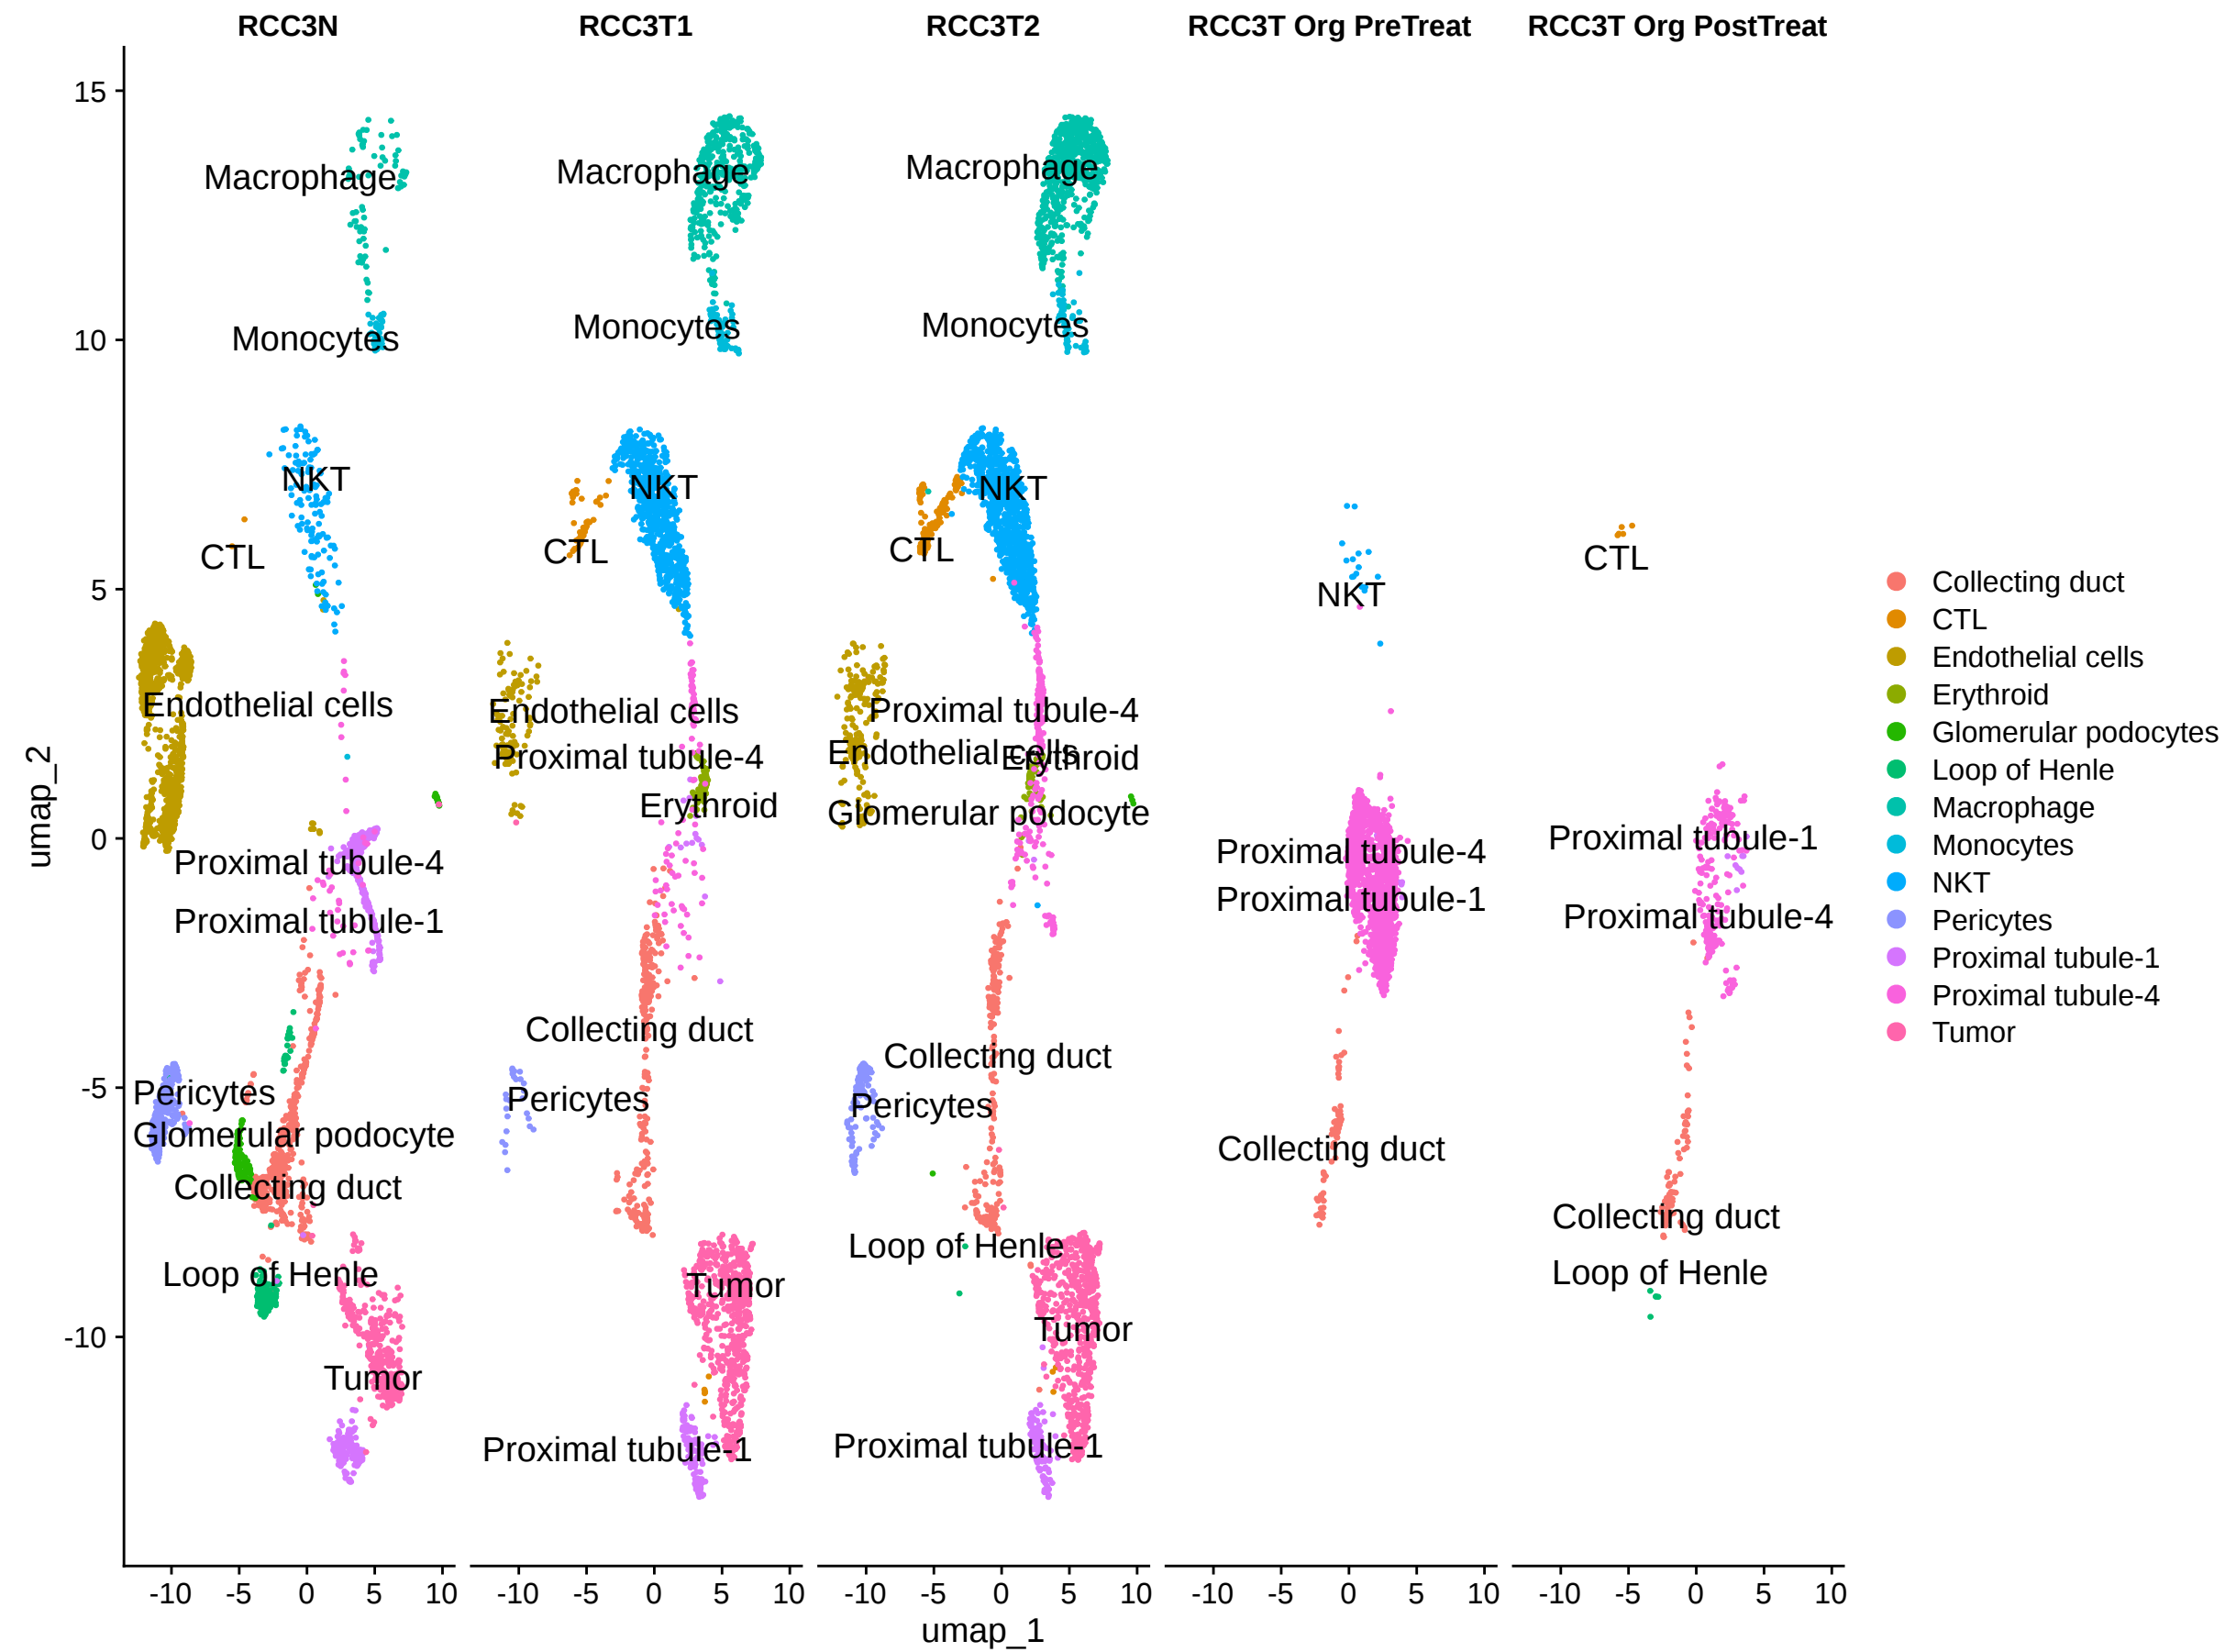 RCC3N
RCC3T1
RCC3T2
RCC3T Org PreTreat
RCC3T Org PostTreat
umap_2
15
10
5
0
-5
-10
Macrophage
Monocytes
NKT
CTL
Endothelial cells
Proximal tubule-4
Proximal tubule-1
Pericytes
Glomerular podocyte
Collecting duct
Loop of Henle
Tumor
Macrophage
Monocytes
NKT
CTL
Endothelial cells
Proximal tubule-4
Erythroid
Collecting duct
Pericytes
Tumor
Proximal tubule-1
Macrophage
Monocytes
NKT
CTL
Proximal tubule-4
Endothelial cells
Erythroid
Glomerular podocyte
Collecting duct
Pericytes
Loop of Henle
Tumor
Proximal tubule-1
NKT
Proximal tubule-4
Proximal tubule-1
Collecting duct
CTL
Proximal tubule-1
Proximal tubule-4
Collecting duct
Loop of Henle
-10 -5 0 5 10
-10 -5 0 5 10
-10 -5 0 5 10
-10 -5 0 5 10
-10 -5 0 5 10
umap_1
Collecting duct
CTL
Endothelial cells
Erythroid
Glomerular podocytes
Loop of Henle
Macrophage
Monocytes
NKT
Pericytes
Proximal tubule-1
Proximal tubule-4
Tumor